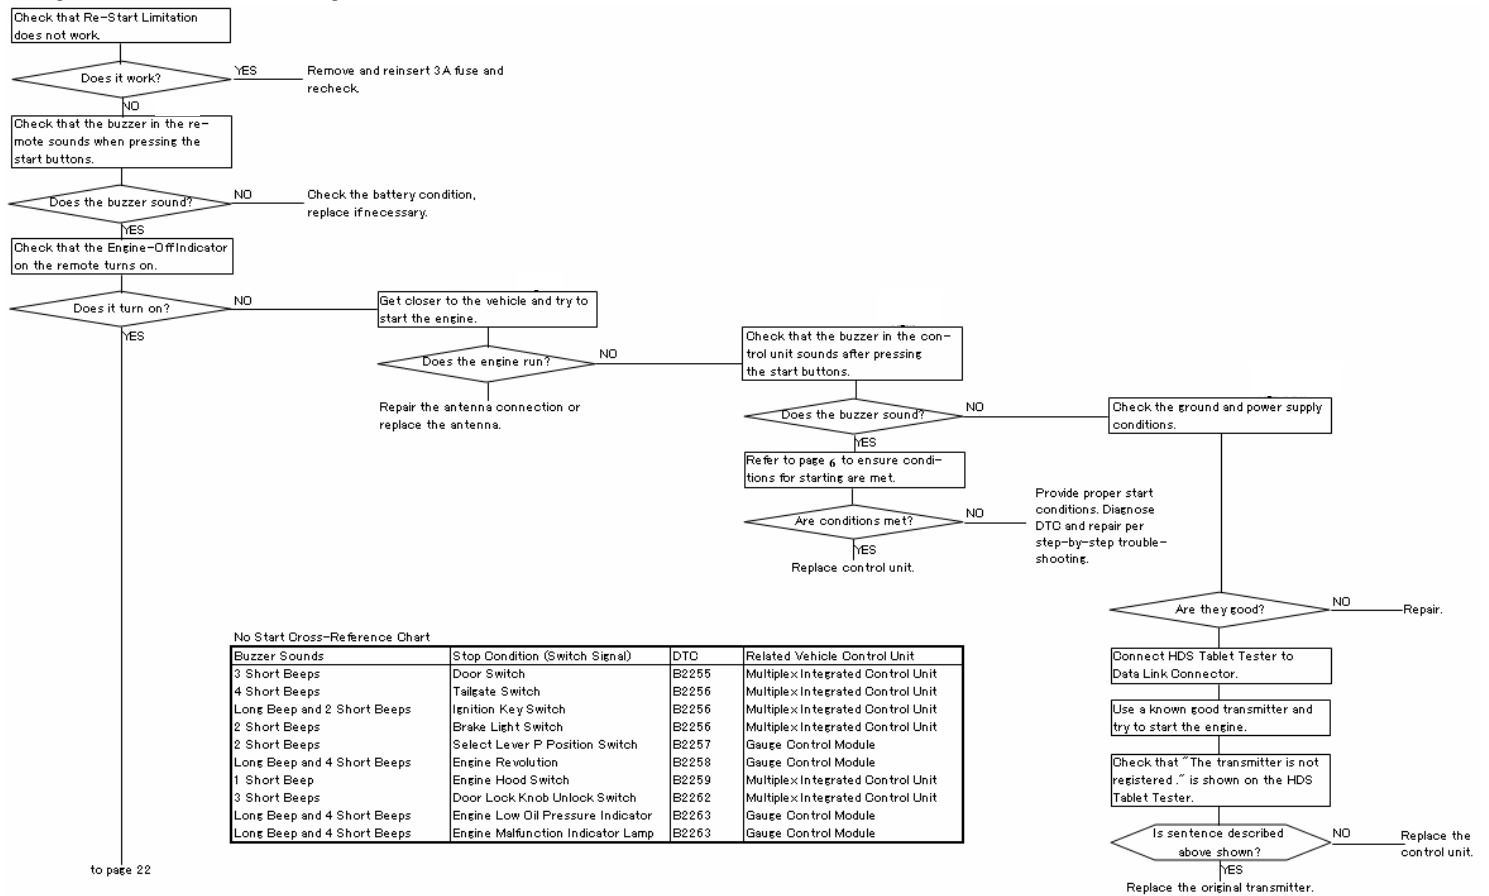 Check that Re-Start Limitation
does not work.
Does it work?
YES
Remove and reinsert 3A fuse and
recheck.
NO
Check that the buzzer in the re-
mote sounds when pressing the
start buttons.
Does the buzzer sound?
NO
Check the battery condition,
replace if necessary.
YES
Check that the Engine-Off Indicator
on the remote turns on.
Does it turn on?
NO
YES
to page 22
Get closer to the vehicle and try to
start the engine.
Does the engine run?
NO
Repair the antenna connection or
replace the antenna.
Check that the buzzer in the con-
trol unit sounds after pressing
the start buttons.
Does the buzzer sound?
NO
YES
Refer to page 6 to ensure condi-
tions for starting are met.
Are conditions met?
NO
Provide proper start
conditions. Diagnose
DTC and repair per
step-by-step trouble-
shooting.
YES
Replace control unit.
Check the ground and power supply
conditions.
Are they good?
NO
Repair.
Connect HDS Tablet Tester to
Data Link Connector.
Use a known good transmitter and
try to start the engine.
Check that "The transmitter is not
registered ." is shown on the HDS
Tablet Tester.
Is sentence described
above shown?
NO
Replace the
control unit.
YES
Replace the original transmitter.
No Start Cross-Reference Chart
Buzzer Sounds Stop Condition (Switch Signal) DTC Related Vehicle Control Unit
3 Short Beeps Door Switch B2255 Multiplex Integrated Control Unit
4 Short Beeps Tailgate Switch B2256 Multiplex Integrated Control Unit
Long Beep and 2 Short Beeps Ignition Key Switch B2256 Multiplex Integrated Control Unit
2 Short Beeps Brake Light Switch B2256 Multiplex Integrated Control Unit
2 Short Beeps Select Lever P Position Switch B2257 Gauge Control Module
Long Beep and 4 Short Beeps Engine Revolution B2258 Gauge Control Module
1 Short Beep Engine Hood Switch B2259 Multiplex Integrated Control Unit
3 Short Beeps Door Lock Knob Unlock Switch B2262 Multiplex Integrated Control Unit
Long Beep and 4 Short Beeps Engine Low Oil Pressure Indicator B2263 Gauge Control Module
Long Beep and 4 Short Beeps Engine Malfunction Indicator Lamp B2263 Gauge Control Module